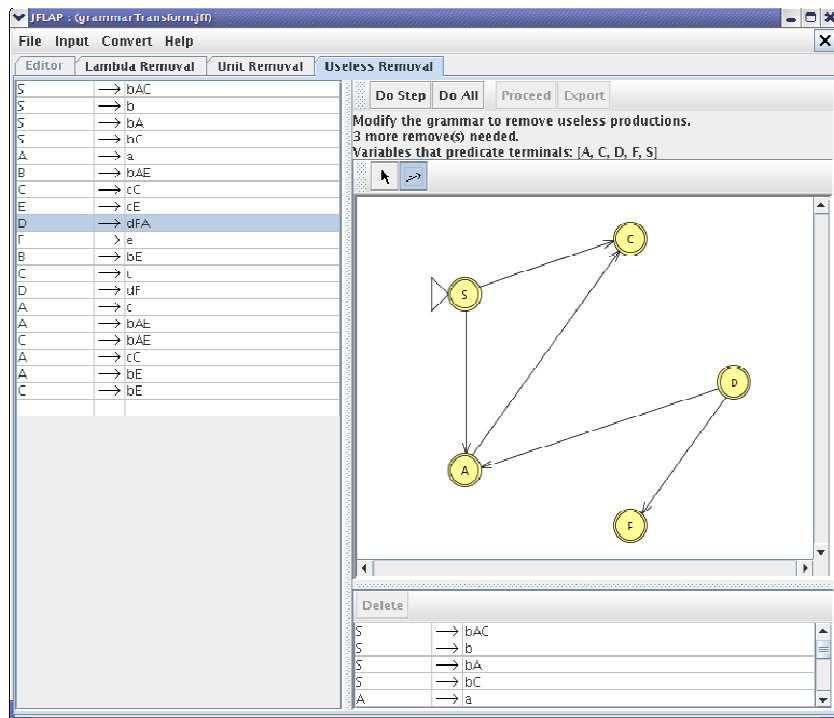 JFLAP : (grammarTransform.jff)
File Input Convert Help
Editor Lambda Removal Unit Removal Useless Removal
S → bAC
S → b
S → bA
S → bC
A → a
B → bAE
C → cC
E → cE
D → dFA
F → e
B → bE
C → c
D → dF
A → c
A → bAE
C → bAE
A → cC
A → bE
C → bE
Do Step Do All Proceed Export
Modify the grammar to remove useless productions.
3 more remove(s) needed.
Variables that predicate terminals: [A, C, D, F, S]
C
S
D
A
F
Delete
S → bAC
S → b
S → bA
S → bC
A → a